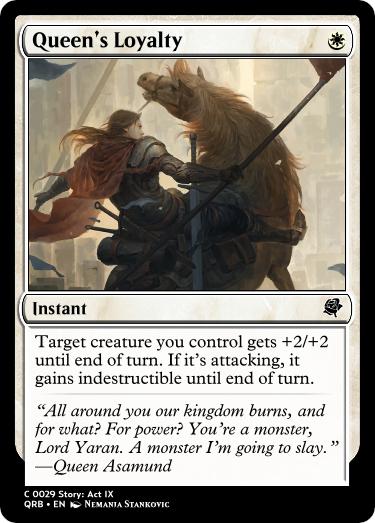 Queen's Loyalty
Instant
Target creature you control gets +2/+2
until end of turn. If it's attacking, it
gains indestructible until end of turn.
"All around you our kingdom burns, and
for what? For power? You're a monster,
Lord Yaran. A monster I'm going to slay."
—Queen Asamund
C 0029 Story: Act IX
QRB • EN Nemania Stankovic